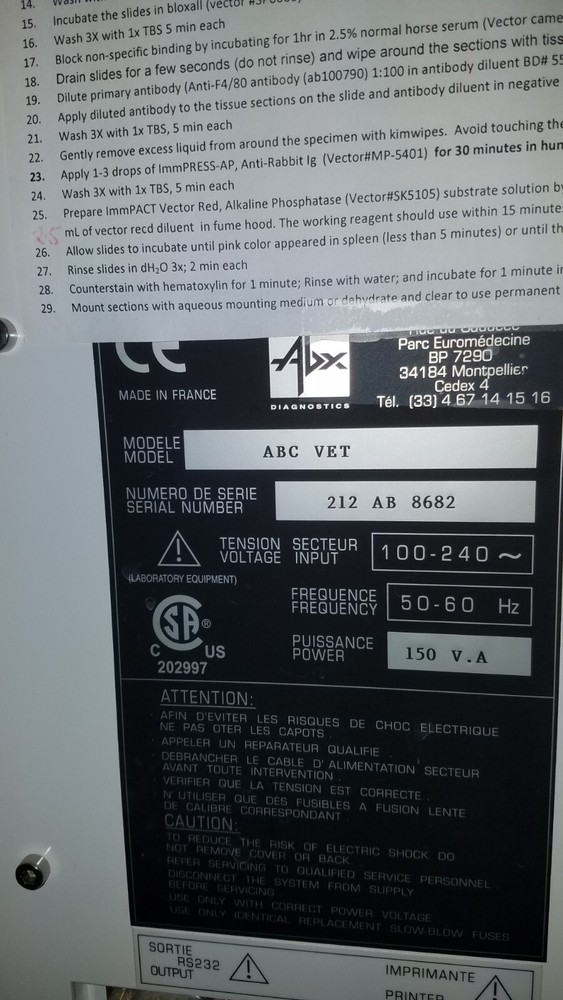 14.
15. Incubate the slides in bloxall (vector
16. Wash 3X with 1x TBS 5 min each
17. Block non-specific binding by incubating for 1hr in 2.5% normal horse serum (Vector came
18. Drain slides for a few seconds (do not rinse) and wipe around the sections with tiss
19. Dilute primary antibody (Anti-F4/80 antibody (ab100790) 1:100 in antibody diluent BD# 55
20. Apply diluted antibody to the tissue sections on the slide and antibody diluent in negative
21. Wash 3X with 1x TBS, 5 min each
22. Gently remove excess liquid from around the specimen with kimwipes. Avoid touching the
23. Apply 1-3 drops of ImmPRESS-AP, Anti-Rabbit Ig (Vector#MP-5401) for 30 minutes in hum
24. Wash 3X with 1x TBS, 5 min each
25. Prepare ImmPACT Vector Red, Alkaline Phosphatase (Vector#SK5105) substrate solution by
mL of vector recd diluent in fume hood. The working reagent should use within 15 minute
26. Allow slides to incubate until pink color appeared in spleen (less than 5 minutes) or until th
27. Rinse slides in dH₂O 3x; 2 min each
28. Counterstain with hematoxylin for 1 minute; Rinse with water; and incubate for 1 minute in
29. Mount sections with aqueous mounting medium or dehydrate and clear to use permanent
CE
Abx
DIAGNOSTICS
Parc Euromédecine
BP 7290
34184 Montpellier
Cedex 4
Tél. (33) 4 67 14 15 16
MADE IN FRANCE
MODELE
MODEL
ABC VET
NUMERO DE SERIE
SERIAL NUMBER
212 AB 8682
TENSION SECTEUR
VOLTAGE INPUT
100-240 ~
(LABORATORY EQUIPMENT)
FREQUENCE
FREQUENCY
50-60 Hz
SA®
C US
202997
PUISSANCE
POWER
150 V.A
ATTENTION:
AFIN D'EVITER LES RISQUES DE CHOC ELECTRIQUE
NE PAS OTER LES CAPOTS.
APPELER UN REPARATEUR QUALIFIE.
DEBRANCHER LE CABLE D'ALIMENTATION SECTEUR
AVANT TOUTE INTERVENTION.
VERIFIER QUE LA TENSION EST CORRECTE.
N'UTILISER QUE DES FUSIBLES A FUSION LENTE
DE CALIBRE CORRESPONDANT.
CAUTION:
TO REDUCE THE RISK OF ELECTRIC SHOCK DO
NOT REMOVE COVER OR BACK.
REFER SERVICING TO QUALIFIED SERVICE PERSONNEL
DISCONNECT THE SYSTEM FROM SUPPLY
BEFORE SERVICING
USE ONLY WITH CORRECT POWER VOLTAGE
USE ONLY IDENTICAL REPLACEMENT SLOW-BLOW FUSES
SORTIE
RS232
OUTPUT
IMPRIMANTE
PRINTER